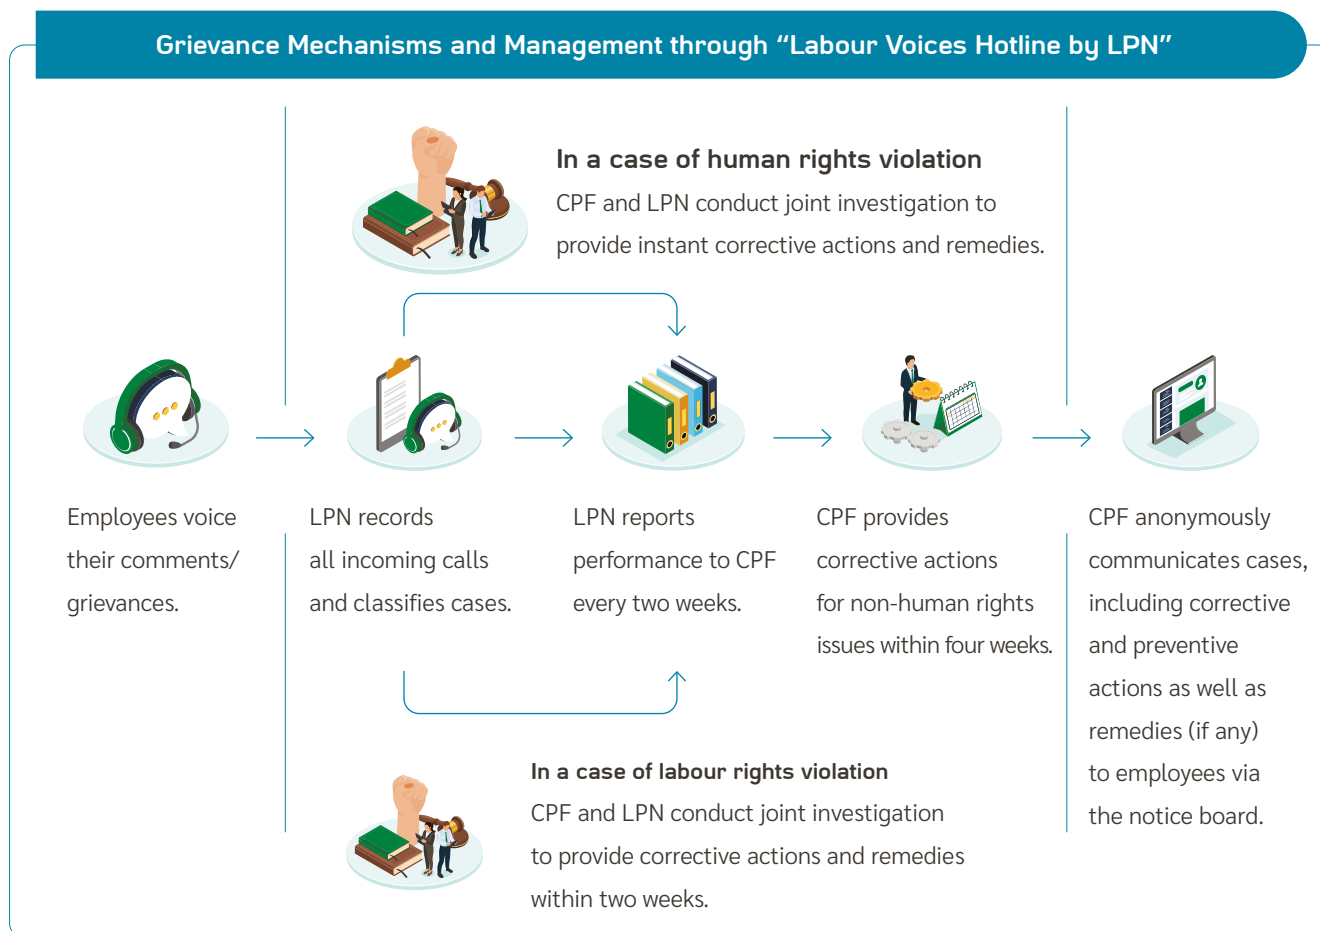 Grievance Mechanisms and Management through “Labour Voices Hotline by LPN”
In a case of human rights violation
CPF and LPN conduct joint investigation to
provide instant corrective actions and remedies.
Employees voice
their comments/
grievances.
LPN records
all incoming calls
and classifies cases.
LPN reports
performance to CPF
every two weeks.
CPF provides
corrective actions
for non-human rights
issues within four weeks.
CPF anonymously
communicates cases,
including corrective
and preventive
actions as well as
remedies (if any)
to employees via
the notice board.
In a case of labour rights violation
CPF and LPN conduct joint investigation
to provide corrective actions and remedies
within two weeks.